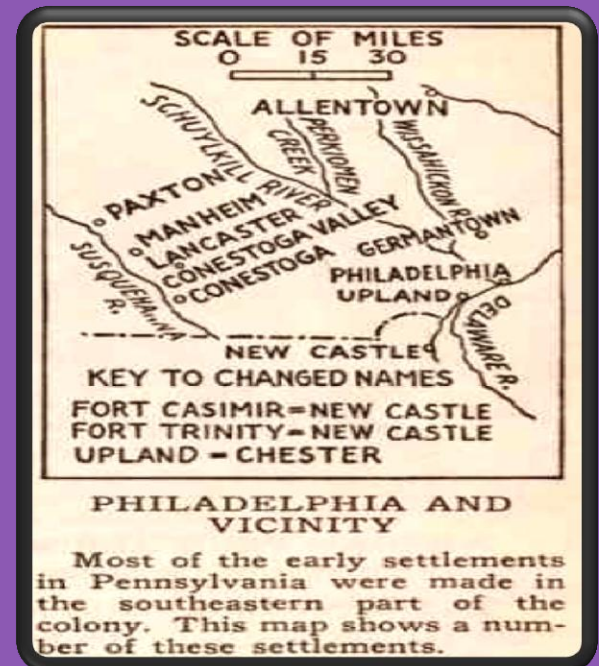 SCALE OF MILES
0 15 30
ALLENTOWN
SCHUYLKILL RIVER
PERKIOMEN
CREEK
WISSAHICKON R.
PAXTON
MANHEIM
LANCASTER
CONESTOGA VALLEY
CONESTOGA
GERMANTOWN
SUSQUEHANNA
R.
PHILADELPHIA
UPLAND
DELAWARE R.
NEW CASTLE
KEY TO CHANGED NAMES
FORT CASIMIR=NEW CASTLE
FORT TRINITY=NEW CASTLE
UPLAND = CHESTER
PHILADELPHIA AND
VICINITY
Most of the early settlements
in Pennsylvania were made in
the southeastern part of the
colony. This map shows a num-
ber of these settlements.